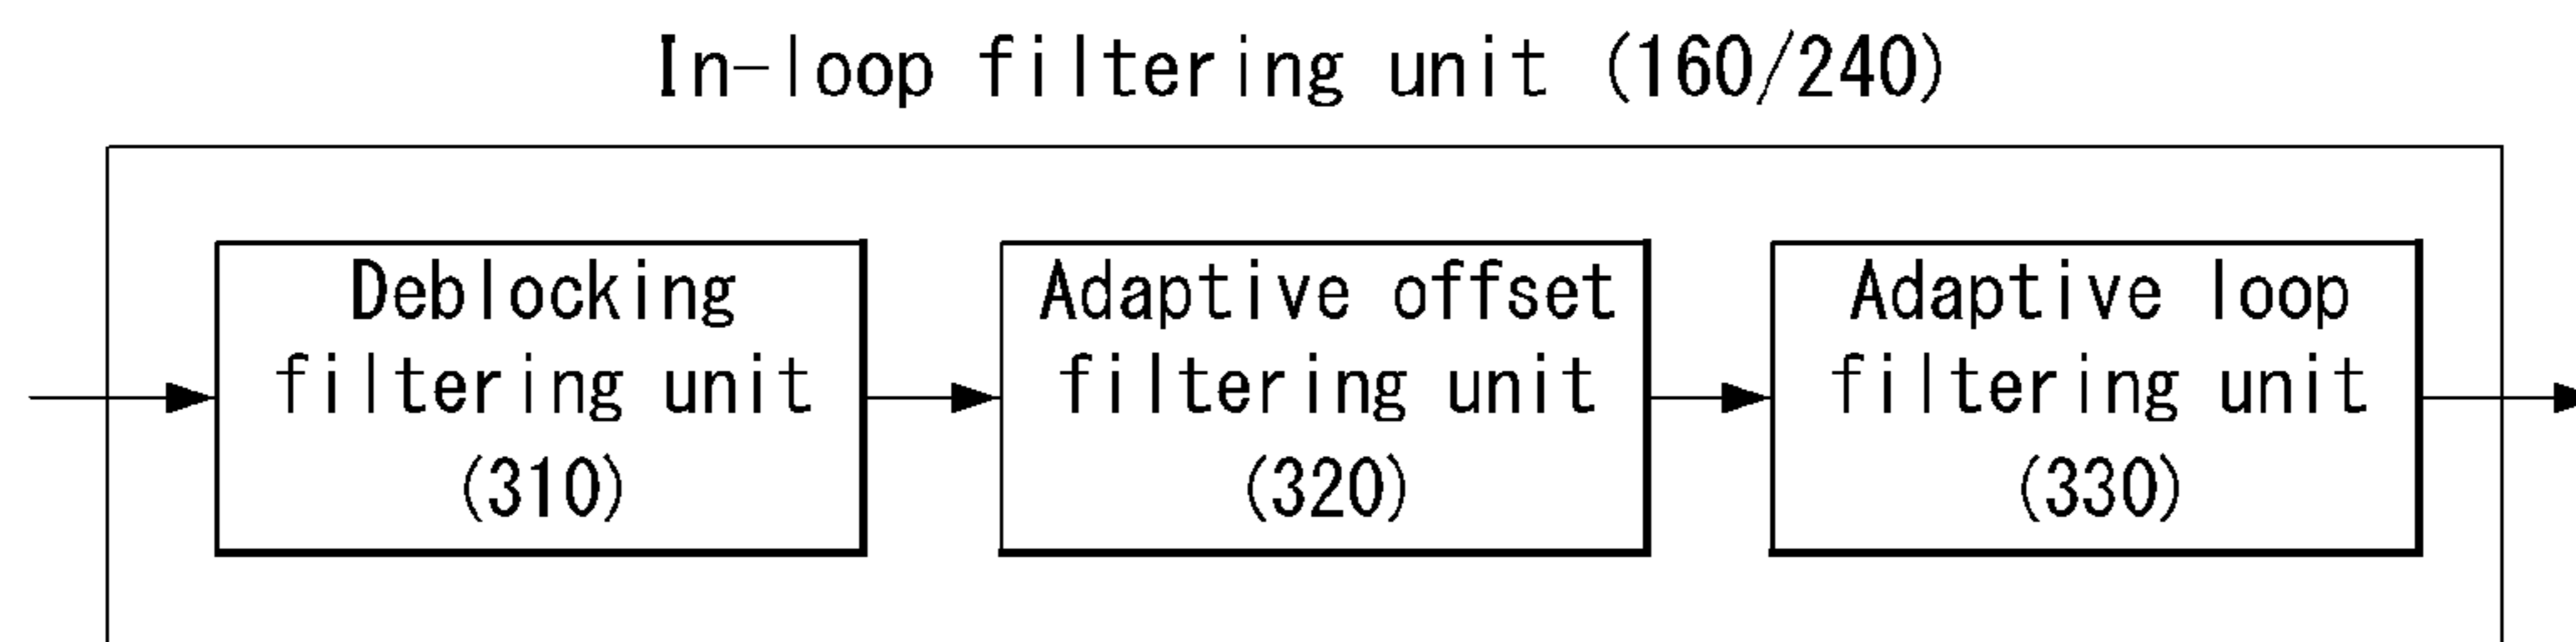 In-loop filtering unit (160/240)
Deblocking
filtering unit
(310)
Adaptive offset
filtering unit
(320)
Adaptive loop
filtering unit
(330)